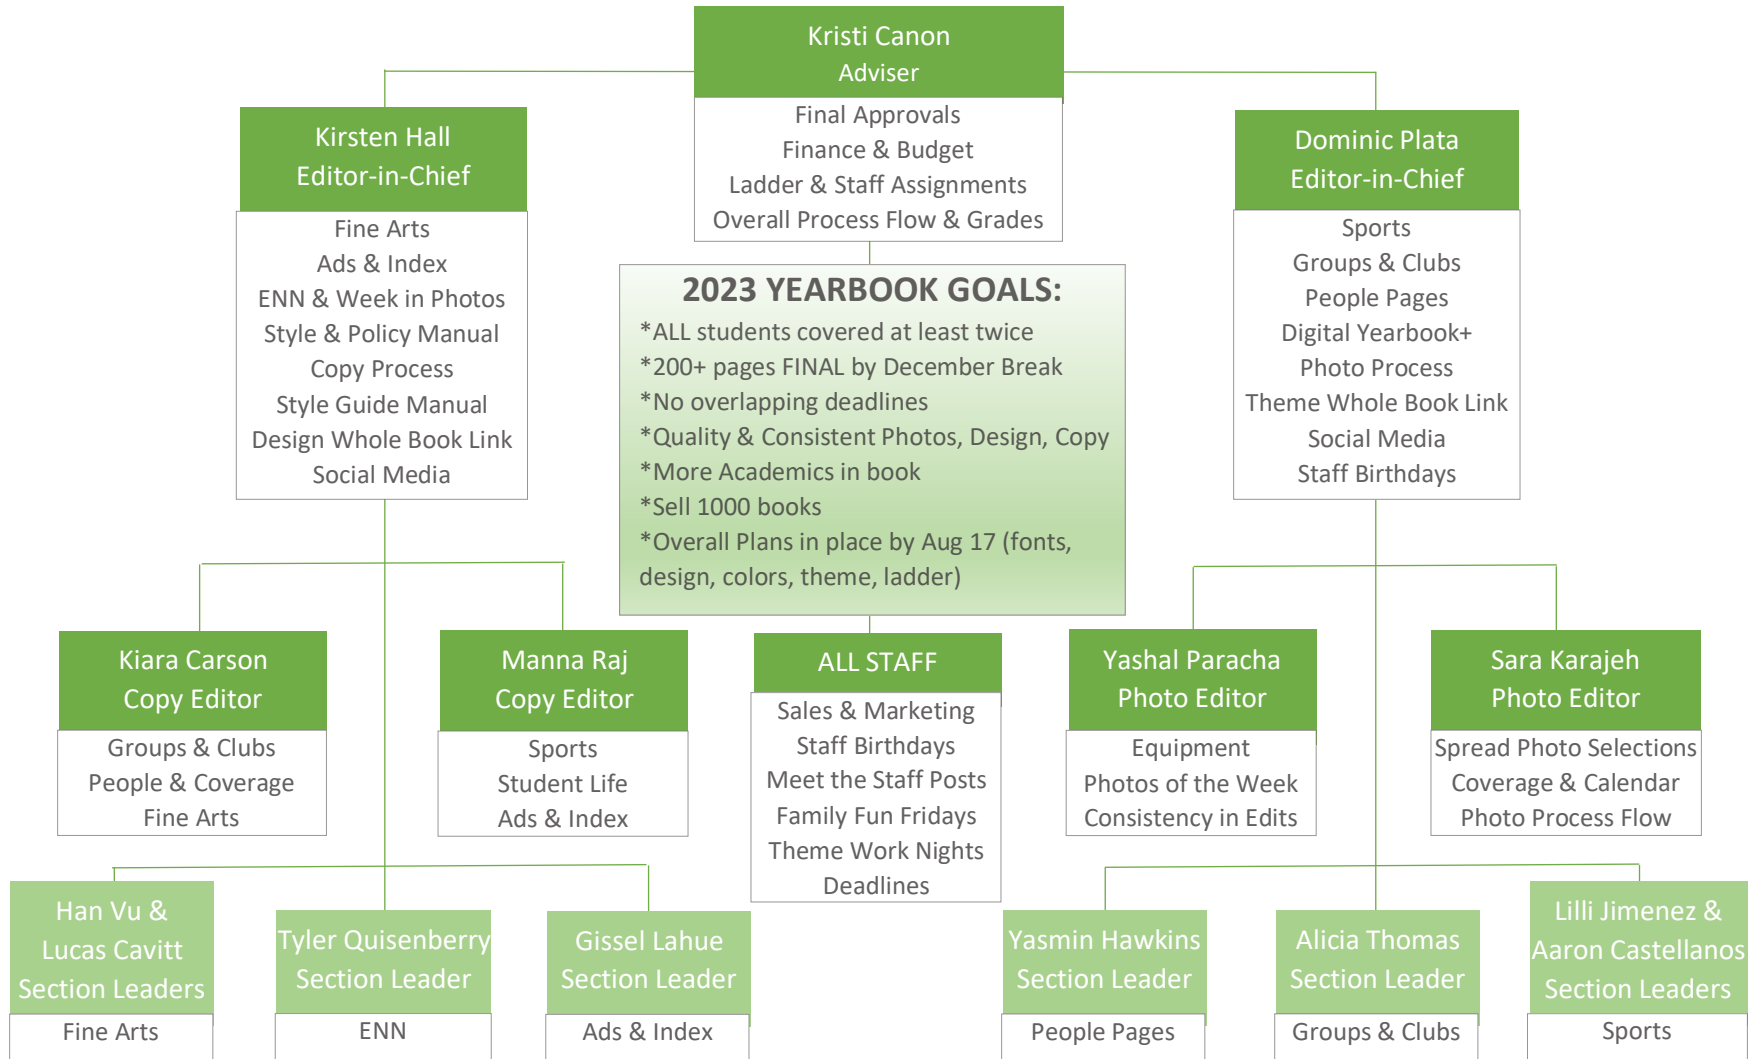 Kristi Canon
Adviser
Final Approvals
Finance & Budget
Ladder & Staff Assignments
Overall Process Flow & Grades
Kirsten Hall
Editor-in-Chief
Fine Arts
Ads & Index
ENN & Week in Photos
Style & Policy Manual
Copy Process
Style Guide Manual
Design Whole Book Link
Social Media
Dominic Plata
Editor-in-Chief
Sports
Groups & Clubs
People Pages
Digital Yearbook+
Photo Process
Theme Whole Book Link
Social Media
Staff Birthdays
2023 YEARBOOK GOALS:
*ALL students covered at least twice
*200+ pages FINAL by December Break
*No overlapping deadlines
*Quality & Consistent Photos, Design, Copy
*More Academics in book
*Sell 1000 books
*Overall Plans in place by Aug 17 (fonts,
design, colors, theme, ladder)
Kiara Carson
Copy Editor
Groups & Clubs
People & Coverage
Fine Arts
Manna Raj
Copy Editor
Sports
Student Life
Ads & Index
ALL STAFF
Sales & Marketing
Staff Birthdays
Meet the Staff Posts
Family Fun Fridays
Theme Work Nights
Deadlines
Yashal Paracha
Photo Editor
Equipment
Photos of the Week
Consistency in Edits
Sara Karajeh
Photo Editor
Spread Photo Selections
Coverage & Calendar
Photo Process Flow
Han Vu &
Lucas Cavitt
Section Leaders
Fine Arts
Tyler Quisenberry
Section Leader
ENN
Gissel Lahue
Section Leader
Ads & Index
Yasmin Hawkins
Section Leader
People Pages
Alicia Thomas
Section Leader
Groups & Clubs
Lilli Jimenez &
Aaron Castellanos
Section Leaders
Sports